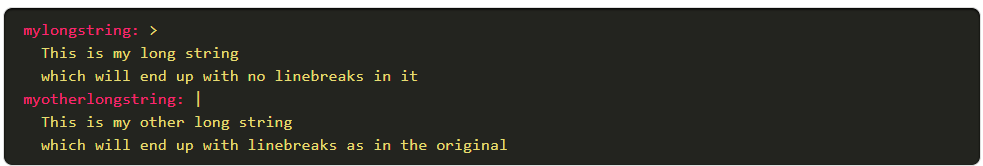 mylongstring: >
  This is my long string
  which will end up with no linebreaks in it
myotherlongstring: |
  This is my other long string
  which will end up with linebreaks as in the original